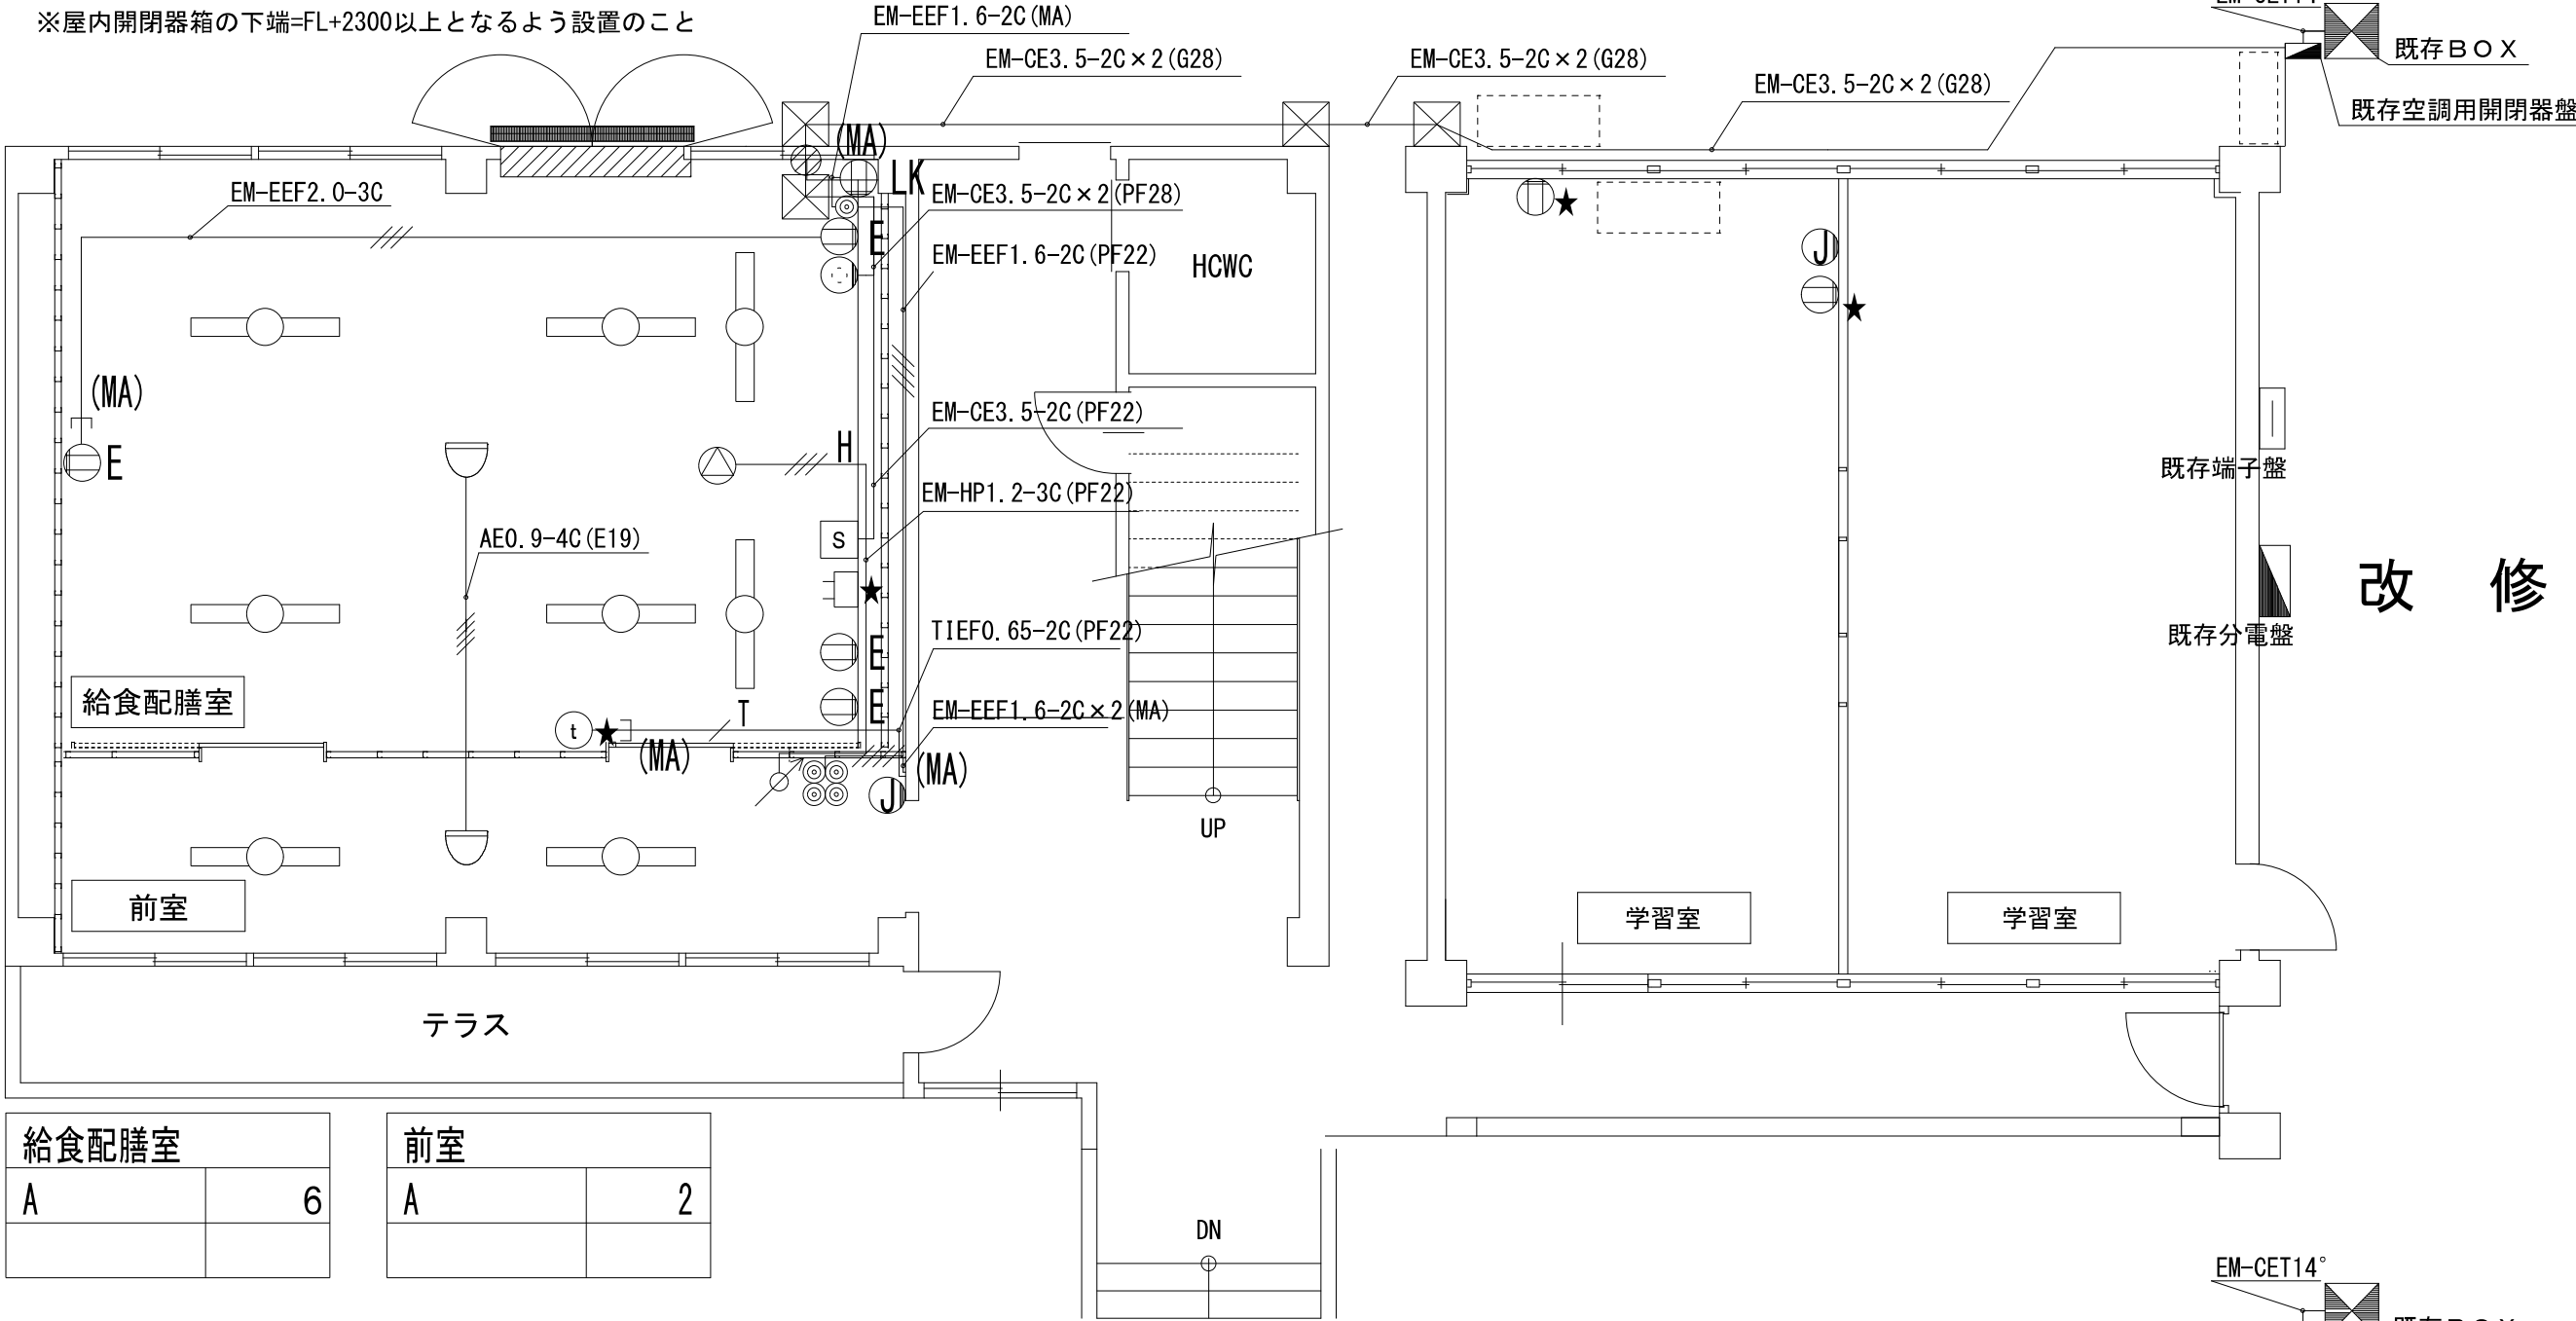 ※屋内開閉器箱の下端=FL+2300以上となるよう設置のこと
EM-EEF1.6-2C(MA)
EM-CE3.5-2C×2(G28)
EM-CE3.5-2C×2(G28)
EM-CE3.5-2C×2(G28)
既存ＢＯＸ
既存空調用開閉器盤
(MA)
LK
EM-EEF2.0-3C
EM-CE3.5-2C×2(PF28)
E
EM-EEF1.6-2C(PF22)
HCWC
★
J
★
(MA)
E
H
EM-CE3.5-2C(PF22)
EM-HP1.2-3C(PF22)
既存端子盤
AE0.9-4C(E19)
S
★
改 修
TIEF0.65-2C(PF22)
既存分電盤
E
給食配膳室
E
T
t
★
(MA)
EM-EEF1.6-2C×2(MA)
(MA)
J
UP
前室
学習室
学習室
テラス
給食配膳室
A 6
前室
A 2
DN
EM-CET14°